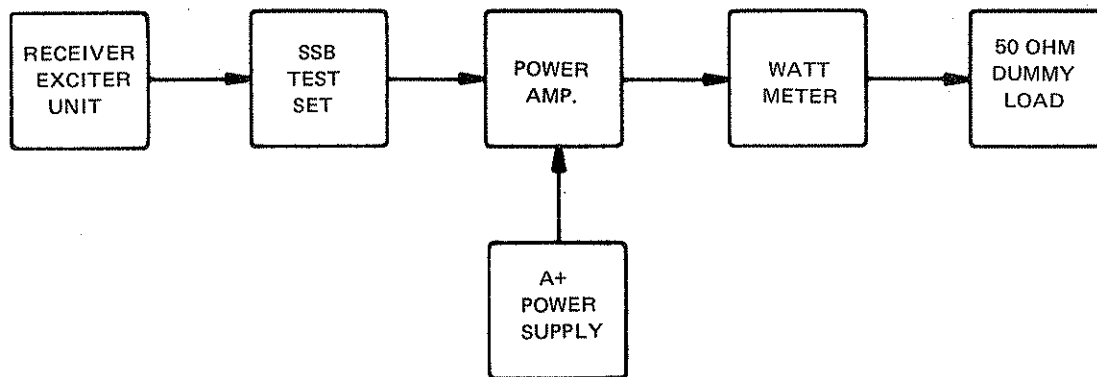 RECEIVER
EXCITER
UNIT
SSB
TEST
SET
POWER
AMP.
WATT
METER
50 OHM
DUMMY
LOAD
A+
POWER
SUPPLY